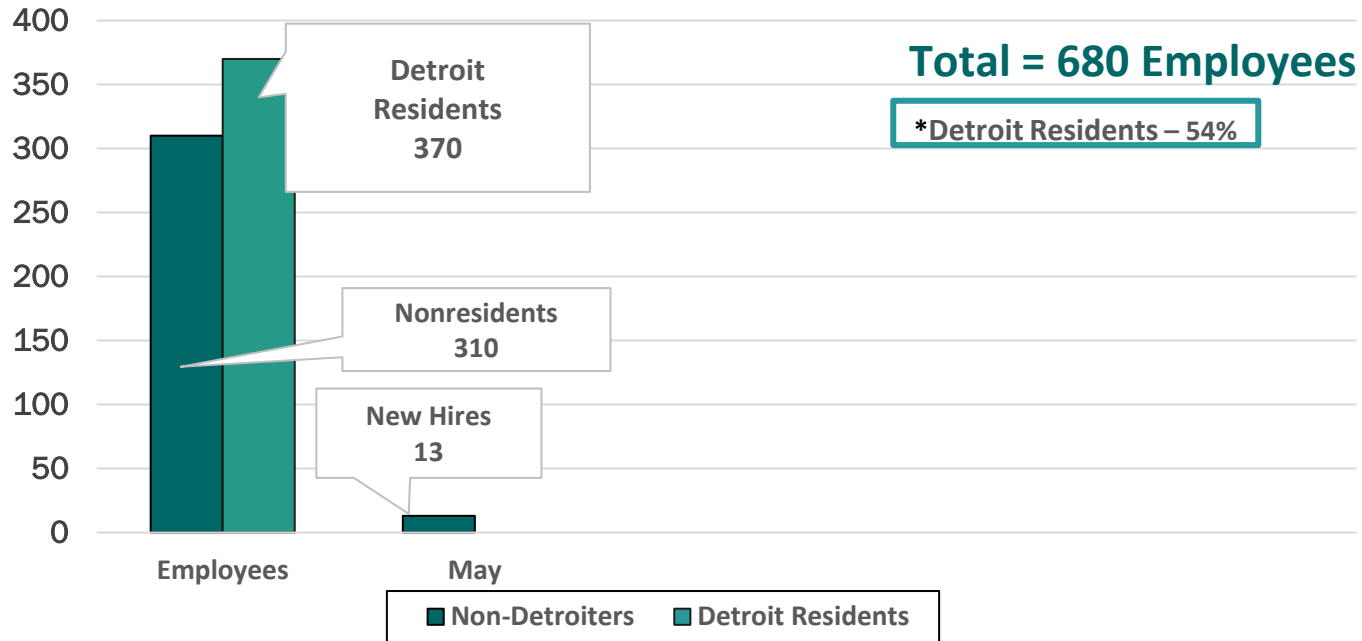 Total = 680 Employees
*Detroit Residents – 54%
400
350
300
250
200
150
100
50
0
Detroit
Residents
370
Nonresidents
310
New Hires
13
Employees
May
Non-Detroiters
Detroit Residents